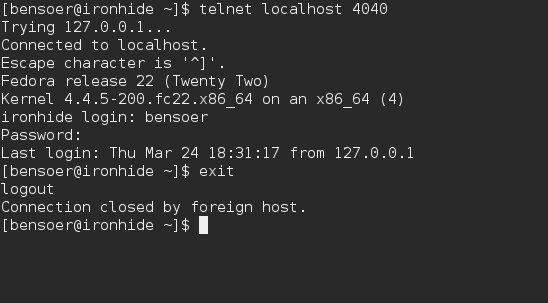 [bensoer@ironhide ~]$ telnet localhost 4040
Trying 127.0.0.1...
Connected to localhost.
Escape character is '^]'.
Fedora release 22 (Twenty Two)
Kernel 4.4.5-200.fc22.x86_64 on an x86_64 (4)
ironhide login: bensoer
Password:
Last login: Thu Mar 24 18:31:17 from 127.0.0.1
[bensoer@ironhide ~]$ exit
logout
Connection closed by foreign host.
[bensoer@ironhide ~]$